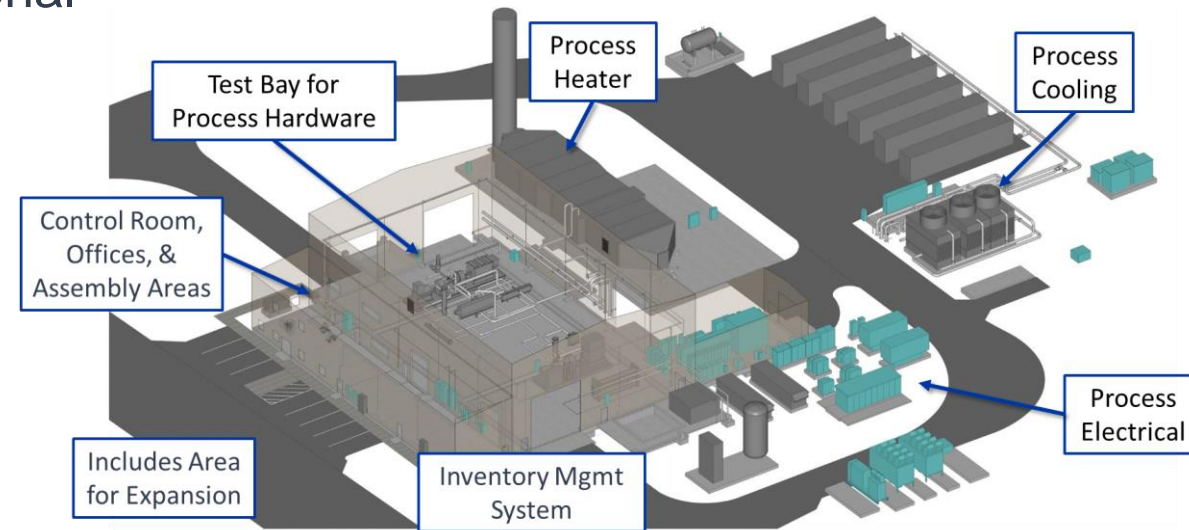 Test Bay for
Process Hardware
Process
Heater
Process
Cooling
Control Room,
Offices, &
Assembly Areas
Process
Electrical
Includes Area
for Expansion
Inventory Mgmt
System